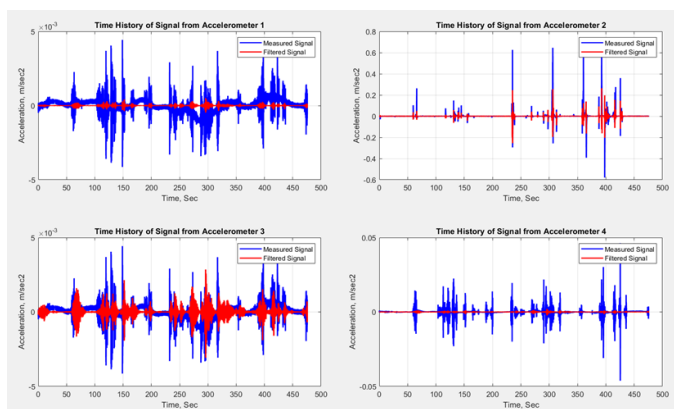 Time History of Signal from Accelerometer 1
×10⁻³
5
0
-5
Acceleration, m/sec2
Measured Signal
Filtered Signal
0 50 100 150 200 250 300 350 400 450 500
Time, Sec
Time History of Signal from Accelerometer 2
0.8
0.6
0.4
0.2
0
-0.2
-0.4
-0.6
Acceleration, m/sec2
Measured Signal
Filtered Signal
0 50 100 150 200 250 300 350 400 450 500
Time, Sec
Time History of Signal from Accelerometer 3
×10⁻³
5
0
-5
Acceleration, m/sec2
Measured Signal
Filtered Signal
0 50 100 150 200 250 300 350 400 450 500
Time, Sec
Time History of Signal from Accelerometer 4
0.05
0
-0.05
Acceleration, m/sec2
Measured Signal
Filtered Signal
0 50 100 150 200 250 300 350 400 450 500
Time, Sec